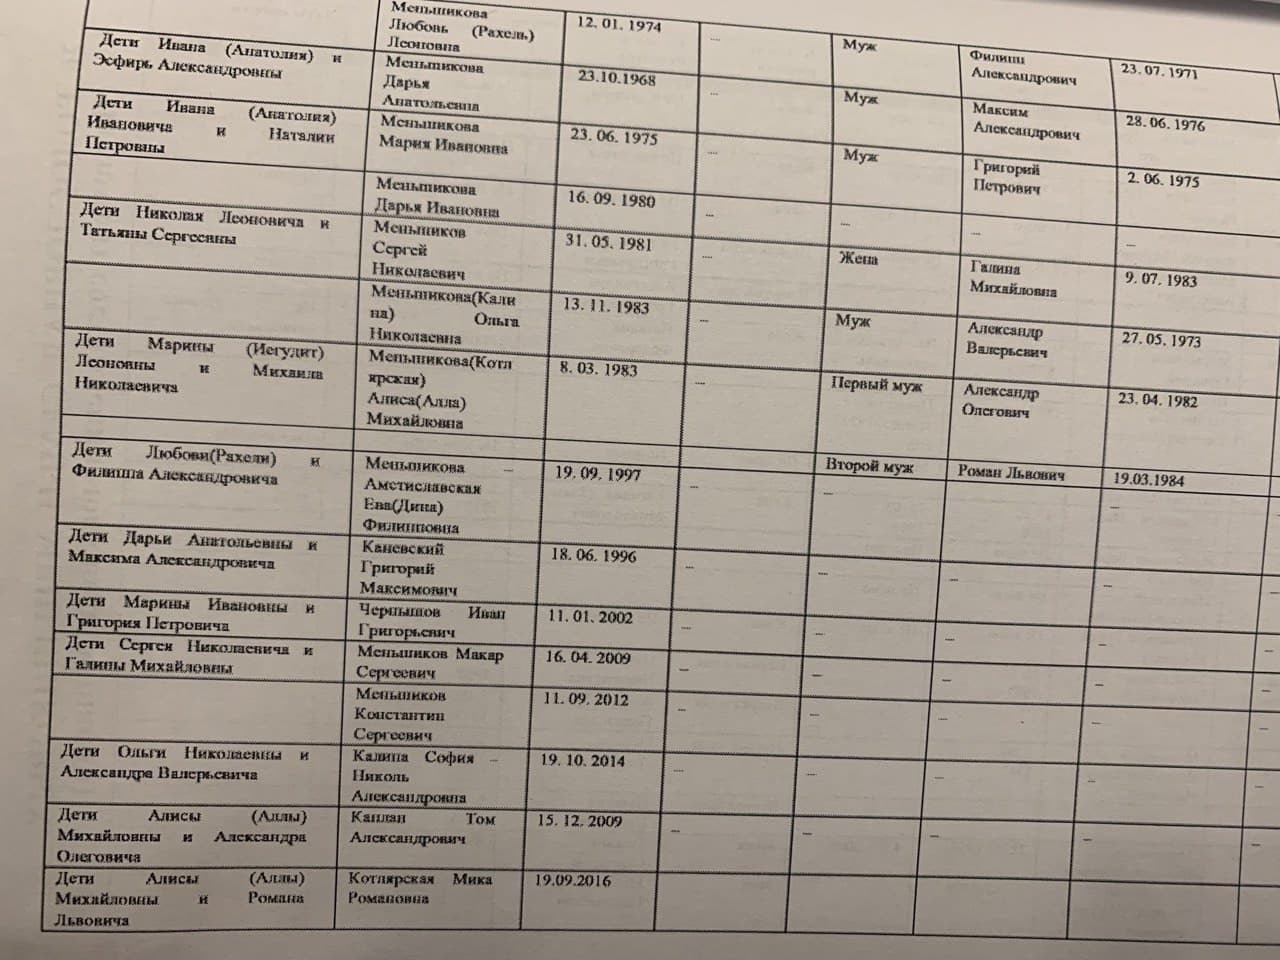 Меньшикова
Любовь (Рахель)
Леоновна
12. 01. 1974
---
Муж
Филипп
Александрович
23. 07. 1971
Дети Ивана (Анатолия) и
Эсфирь Александровны
Меньшикова
Дарья
Анатольевна
23.10.1968
---
Муж
Максим
Александрович
28. 06. 1976
Дети Ивана (Анатолия)
Ивановича и Наталии
Петровны
Меньшикова
Мария Ивановна
23. 06. 1975
---
Муж
Григорий
Петрович
2. 06. 1975
Меньшикова
Дарья Ивановна
16. 09. 1980
---
---
---
---
Дети Николая Леоновича и
Татьяны Сергеевны
Меньшиков
Сергей
Николаевич
31. 05. 1981
---
Жена
Галина
Михайловна
9. 07. 1983
Меньшикова(Кали
на) Ольга
Николаевна
13. 11. 1983
---
Муж
Александр
Валерьевич
27. 05. 1973
Дети Марины (Иегудит)
Леоновны и Михаила
Николаевича
Меньшикова(Котл
ярская)
Алиса(Алла)
Михайловна
8. 03. 1983
---
Первый муж
Александр
Олегович
23. 04. 1982
Второй муж
Роман Львович
19.03.1984
Дети Любови(Рахели) и
Филиппа Александровича
Меньшикова –
Амстиславская
Ева(Дина)
Филипповна
19. 09. 1997
---
---
---
Дети Дарьи Анатольевны и
Максима Александровича
Каневский
Григорий
Максимович
18. 06. 1996
---
---
---
---
---
Дети Марины Ивановны и
Григория Петровича
Чернышов Иван
Григорьевич
11. 01. 2002
---
---
---
---
---
Дети Сергея Николаевича и
Галины Михайловны
Меньшиков Макар
Сергеевич
16. 04. 2009
---
---
---
---
---
Меньшиков
Константин
Сергеевич
11. 09. 2012
---
---
---
---
---
Дети Ольги Николаевны и
Александра Валерьевича
Калина София –
Николь
Александровна
19. 10. 2014
---
---
---
---
---
Дети Алисы (Аллы)
Михайловны и Александра
Олеговича
Каплан Том
Александрович
15. 12. 2009
---
---
---
---
---
Дети Алисы (Аллы)
Михайловны и Романа
Львовича
Котлярская Мика
Романовна
19.09.2016